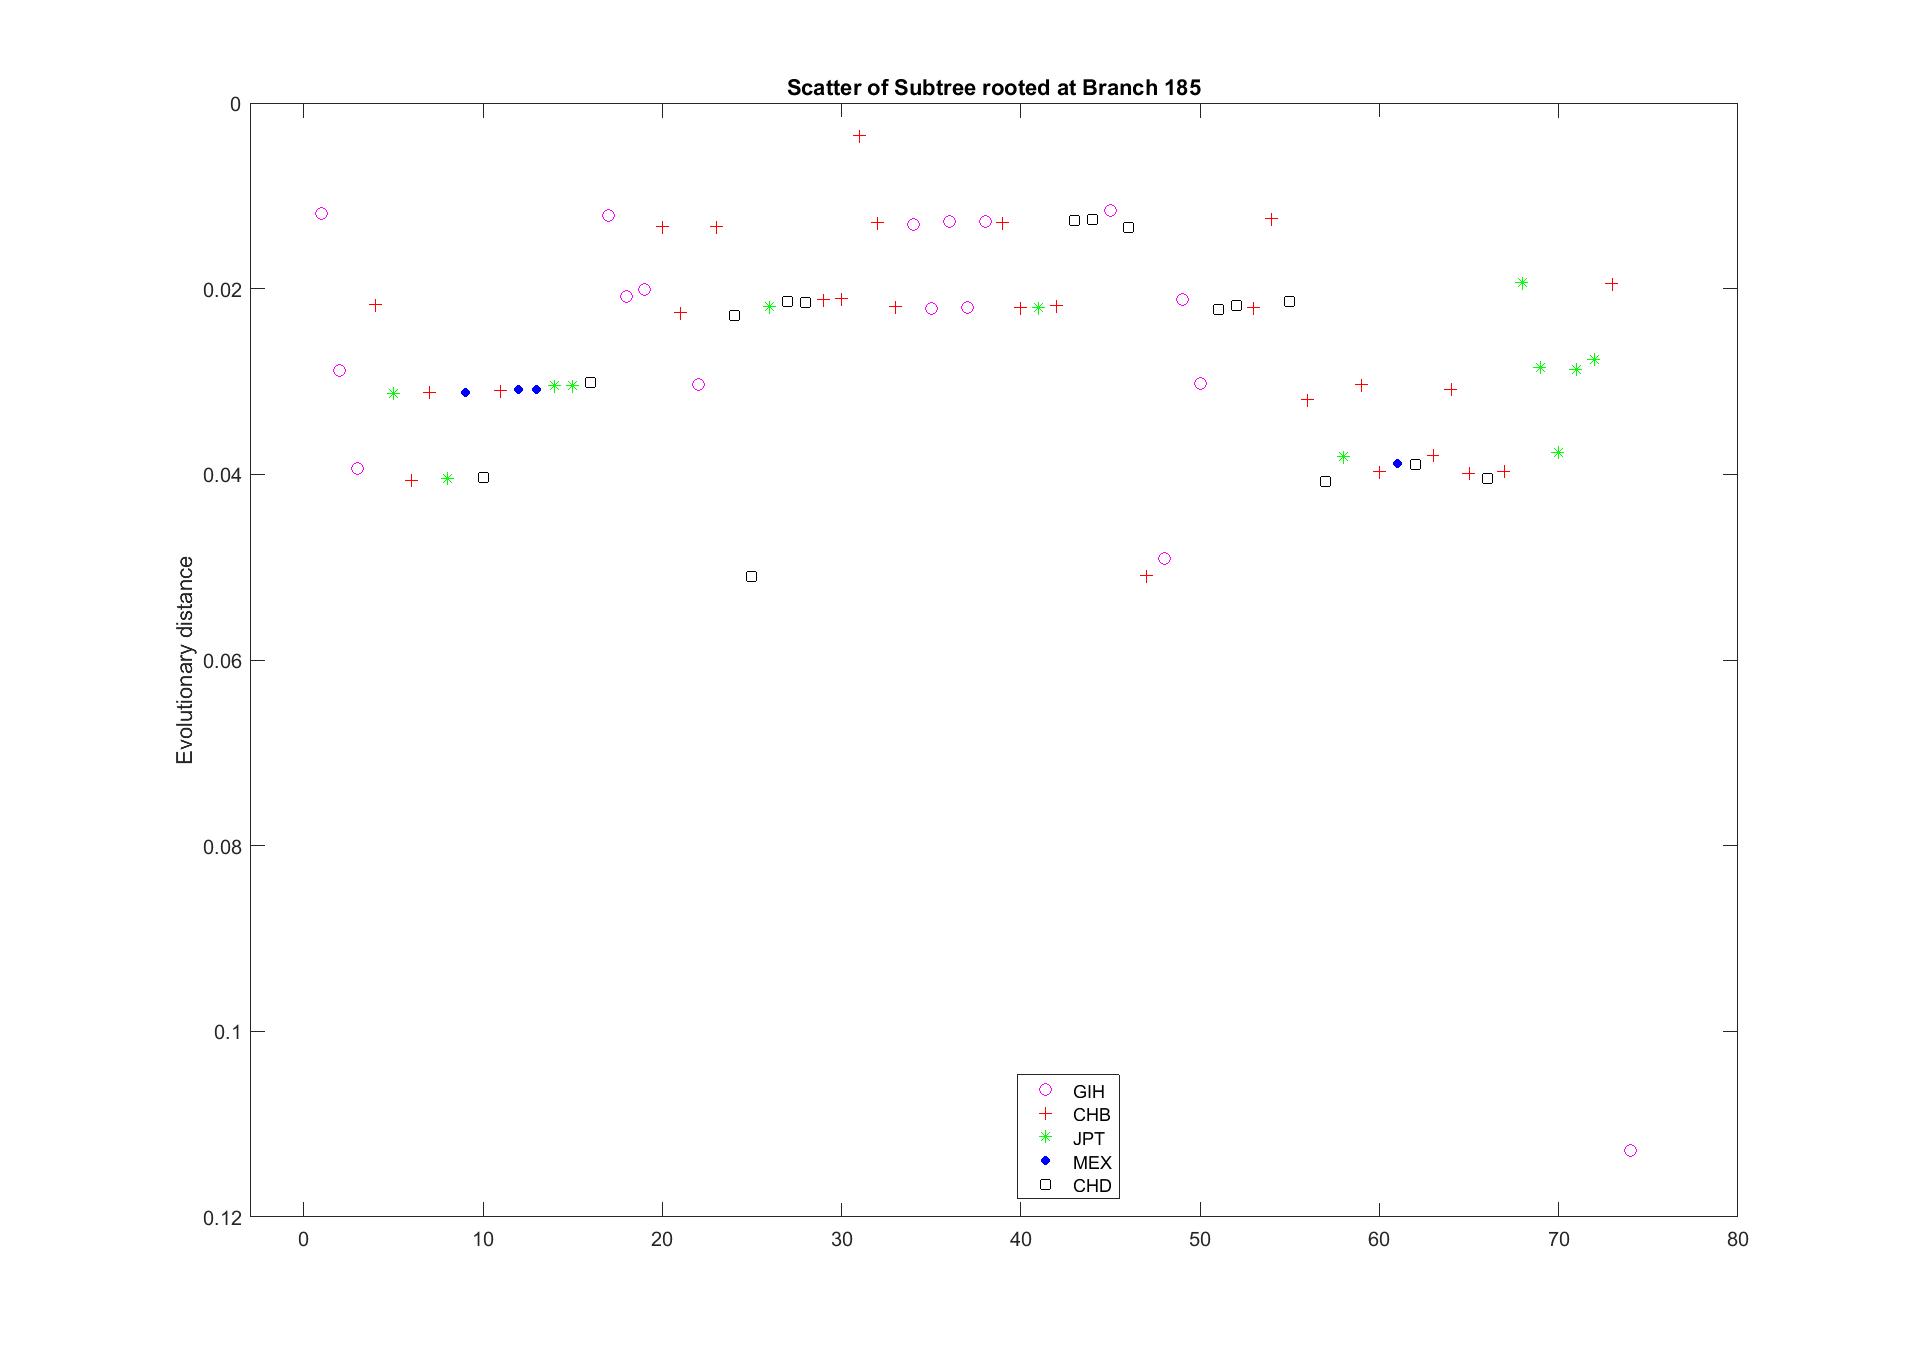 Scatter of Subtree rooted at Branch 185
0
0.02
0.04
0.06
0.08
0.1
0.12
Evolutionary distance
GIH
CHB
JPT
MEX
CHD
0 10 20 30 40 50 60 70 80